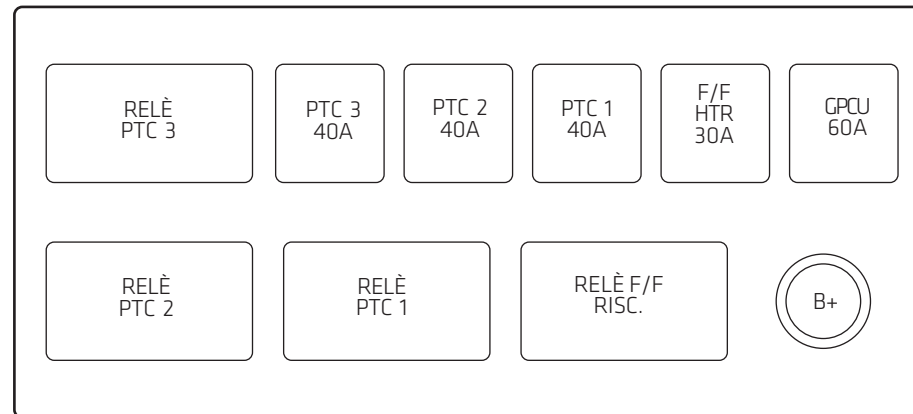 RELÈ
PTC 3
PTC 3
40A
PTC 2
40A
PTC 1
40A
F/F
HTR
30A
GPCU
60A
RELÈ
PTC 2
RELÈ
PTC 1
RELÈ F/F
RISC.
B+